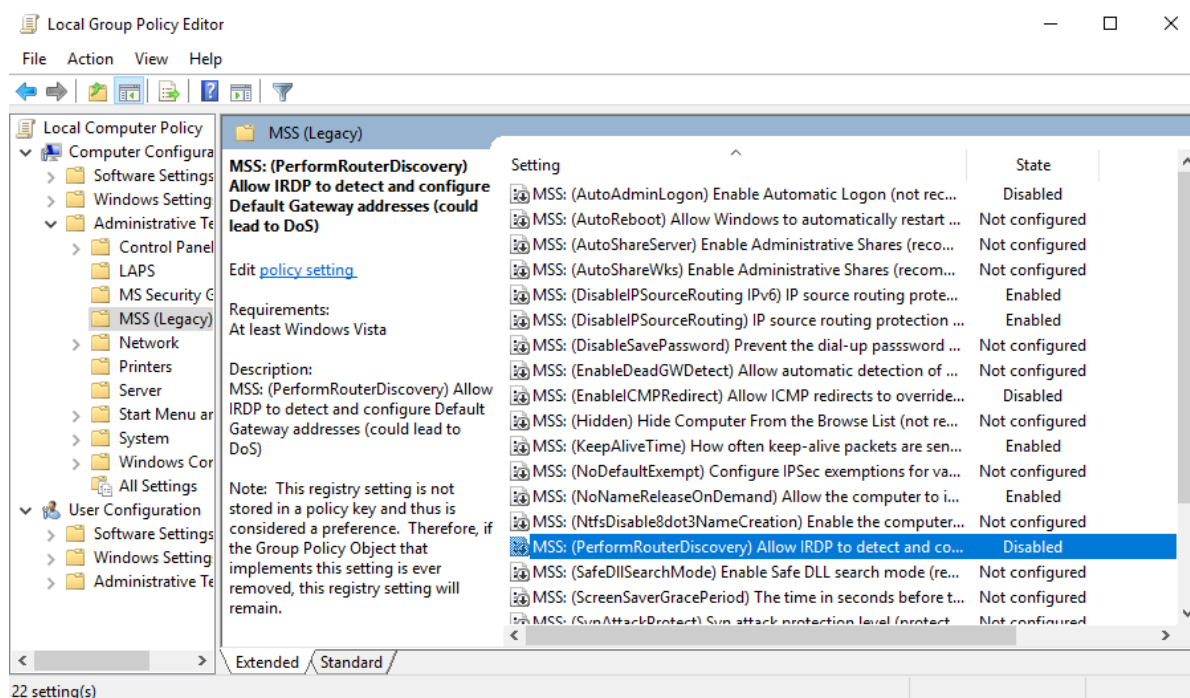 Local Group Policy Editor
File Action View Help
Local Computer Policy
Computer Configura
Software Settings
Windows Setting
Administrative Te
Control Panel
LAPS
MS Security G
MSS (Legacy)
Network
Printers
Server
Start Menu ar
System
Windows Cor
All Settings
User Configuration
Software Settings
Windows Setting
Administrative Te
MSS (Legacy)
MSS: (PerformRouterDiscovery)
Allow IRDP to detect and configure
Default Gateway addresses (could
lead to DoS)
Edit policy setting
Requirements:
At least Windows Vista
Description:
MSS: (PerformRouterDiscovery) Allow
IRDP to detect and configure Default
Gateway addresses (could lead to
DoS)
Note: This registry setting is not
stored in a policy key and thus is
considered a preference. Therefore, if
the Group Policy Object that
implements this setting is ever
removed, this registry setting will
remain.
Setting State
MSS: (AutoAdminLogon) Enable Automatic Logon (not rec... Disabled
MSS: (AutoReboot) Allow Windows to automatically restart ... Not configured
MSS: (AutoShareServer) Enable Administrative Shares (reco... Not configured
MSS: (AutoShareWks) Enable Administrative Shares (recom... Not configured
MSS: (DisableIPSourceRouting IPv6) IP source routing prote... Enabled
MSS: (DisableIPSourceRouting) IP source routing protection ... Enabled
MSS: (DisableSavePassword) Prevent the dial-up passsword ... Not configured
MSS: (EnableDeadGWDetect) Allow automatic detection of ... Not configured
MSS: (EnableICMPRedirect) Allow ICMP redirects to override... Disabled
MSS: (Hidden) Hide Computer From the Browse List (not re... Not configured
MSS: (KeepAliveTime) How often keep-alive packets are sen... Enabled
MSS: (NoDefaultExempt) Configure IPSec exemptions for va... Not configured
MSS: (NoNameReleaseOnDemand) Allow the computer to i... Enabled
MSS: (NtfsDisable8dot3NameCreation) Enable the computer... Not configured
MSS: (PerformRouterDiscovery) Allow IRDP to detect and co... Disabled
MSS: (SafeDllSearchMode) Enable Safe DLL search mode (re... Not configured
MSS: (ScreenSaverGracePeriod) The time in seconds before t... Not configured
MSS: (SynAttackProtect) Syn attack protection level (protect... Not configured
Extended Standard
22 setting(s)